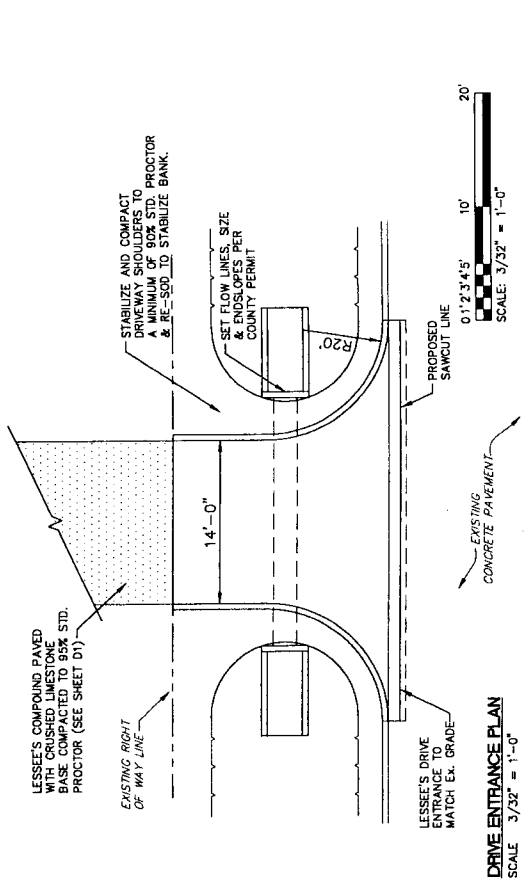 LESSEE'S COMPOUND PAVED
WITH CRUSHED LIMESTONE
BASE COMPACTED TO 95% STD.
PROCTOR (SEE SHEET D1)
EXISTING RIGHT
OF WAY LINE
14'-0"
STABILIZE AND COMPACT
DRIVEWAY SHOULDERS TO
A MINIMUM OF 90% STD. PROCTOR
& RE-SOD TO STABILIZE BANK.
SET FLOW LINES, SIZE
& ENDSLOPES PER
COUNTY PERMIT
R20'
LESSEE'S DRIVE
ENTRANCE TO
MATCH Ex. GRADE
EXISTING
CONCRETE PAVEMENT
PROPOSED
SAWCUT LINE
0 1' 2' 3' 4' 5' 10' 20'
SCALE: 3/32" = 1'-0"
DRIVE ENTRANCE PLAN
SCALE 3/32" = 1'-0"